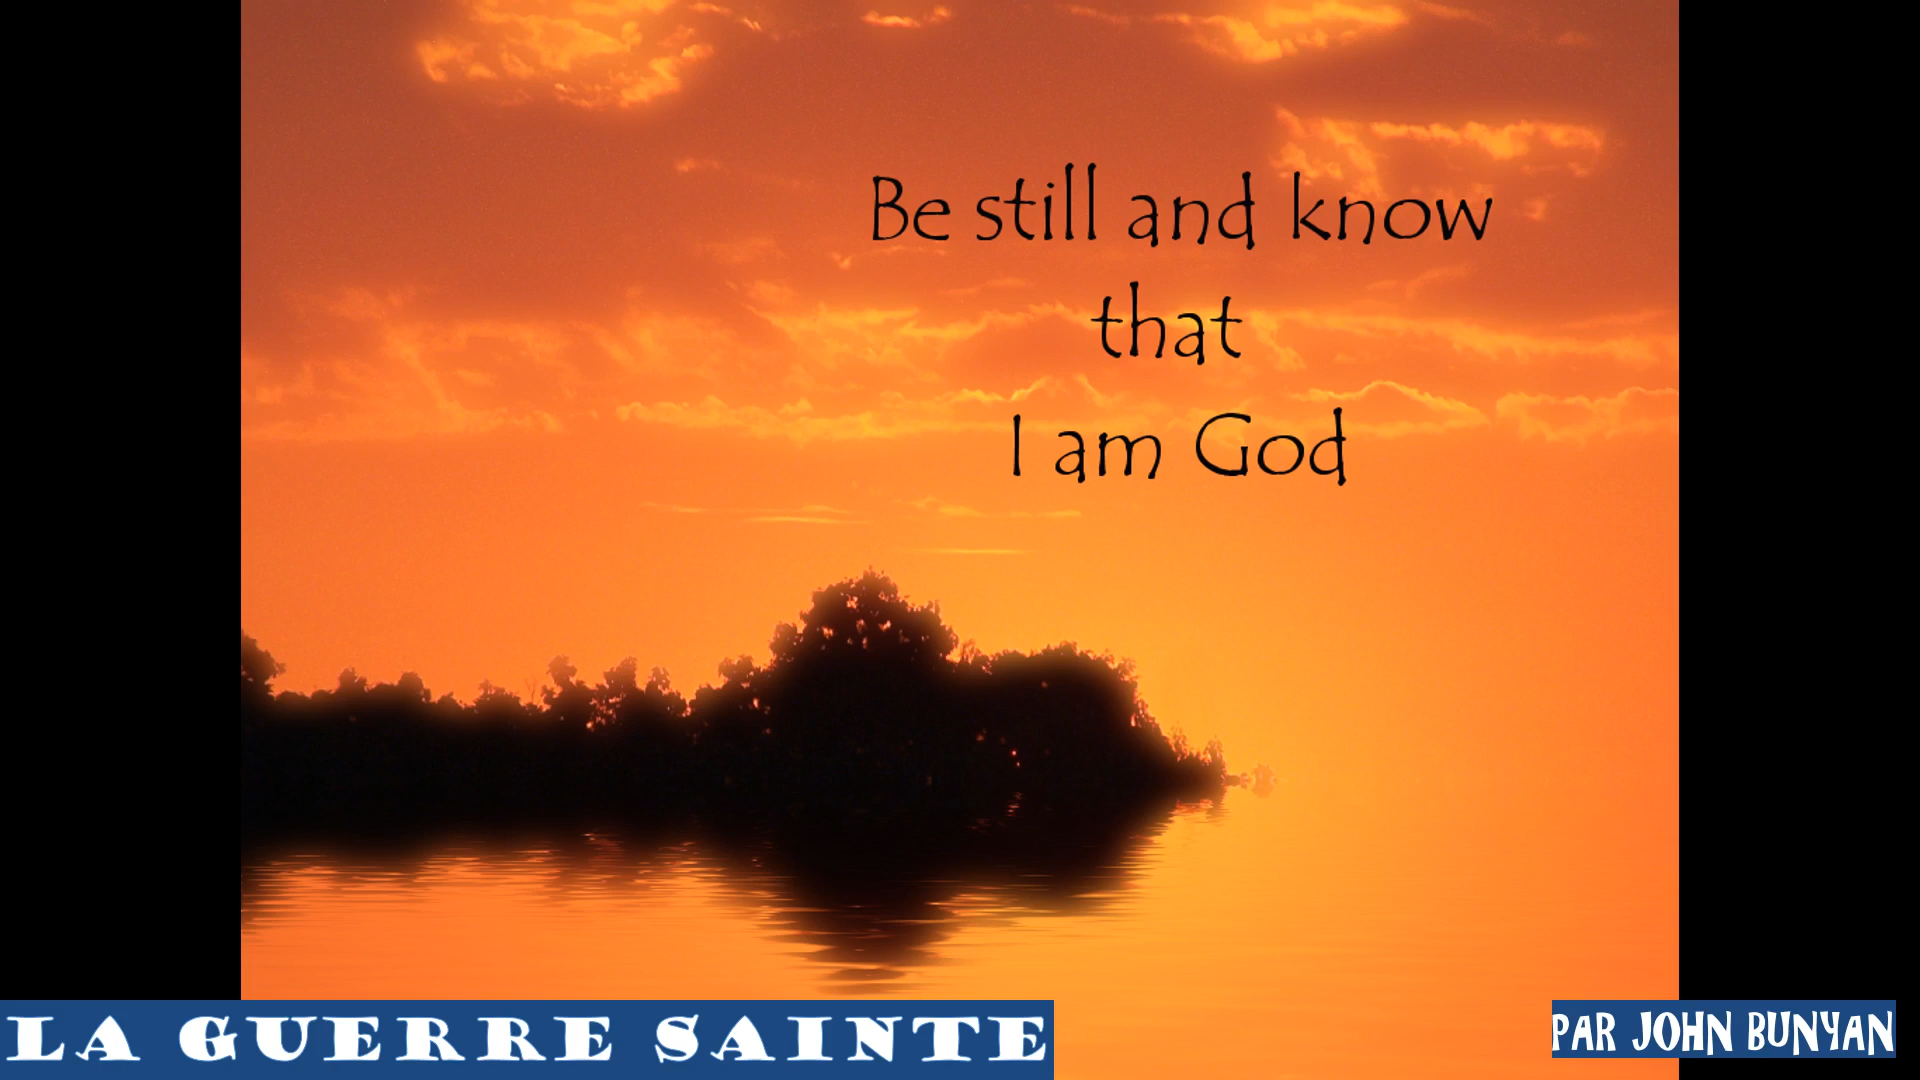 Be still and know
that
I am God
LA GUERRE SAINTE
PAR JOHN BUNYAN